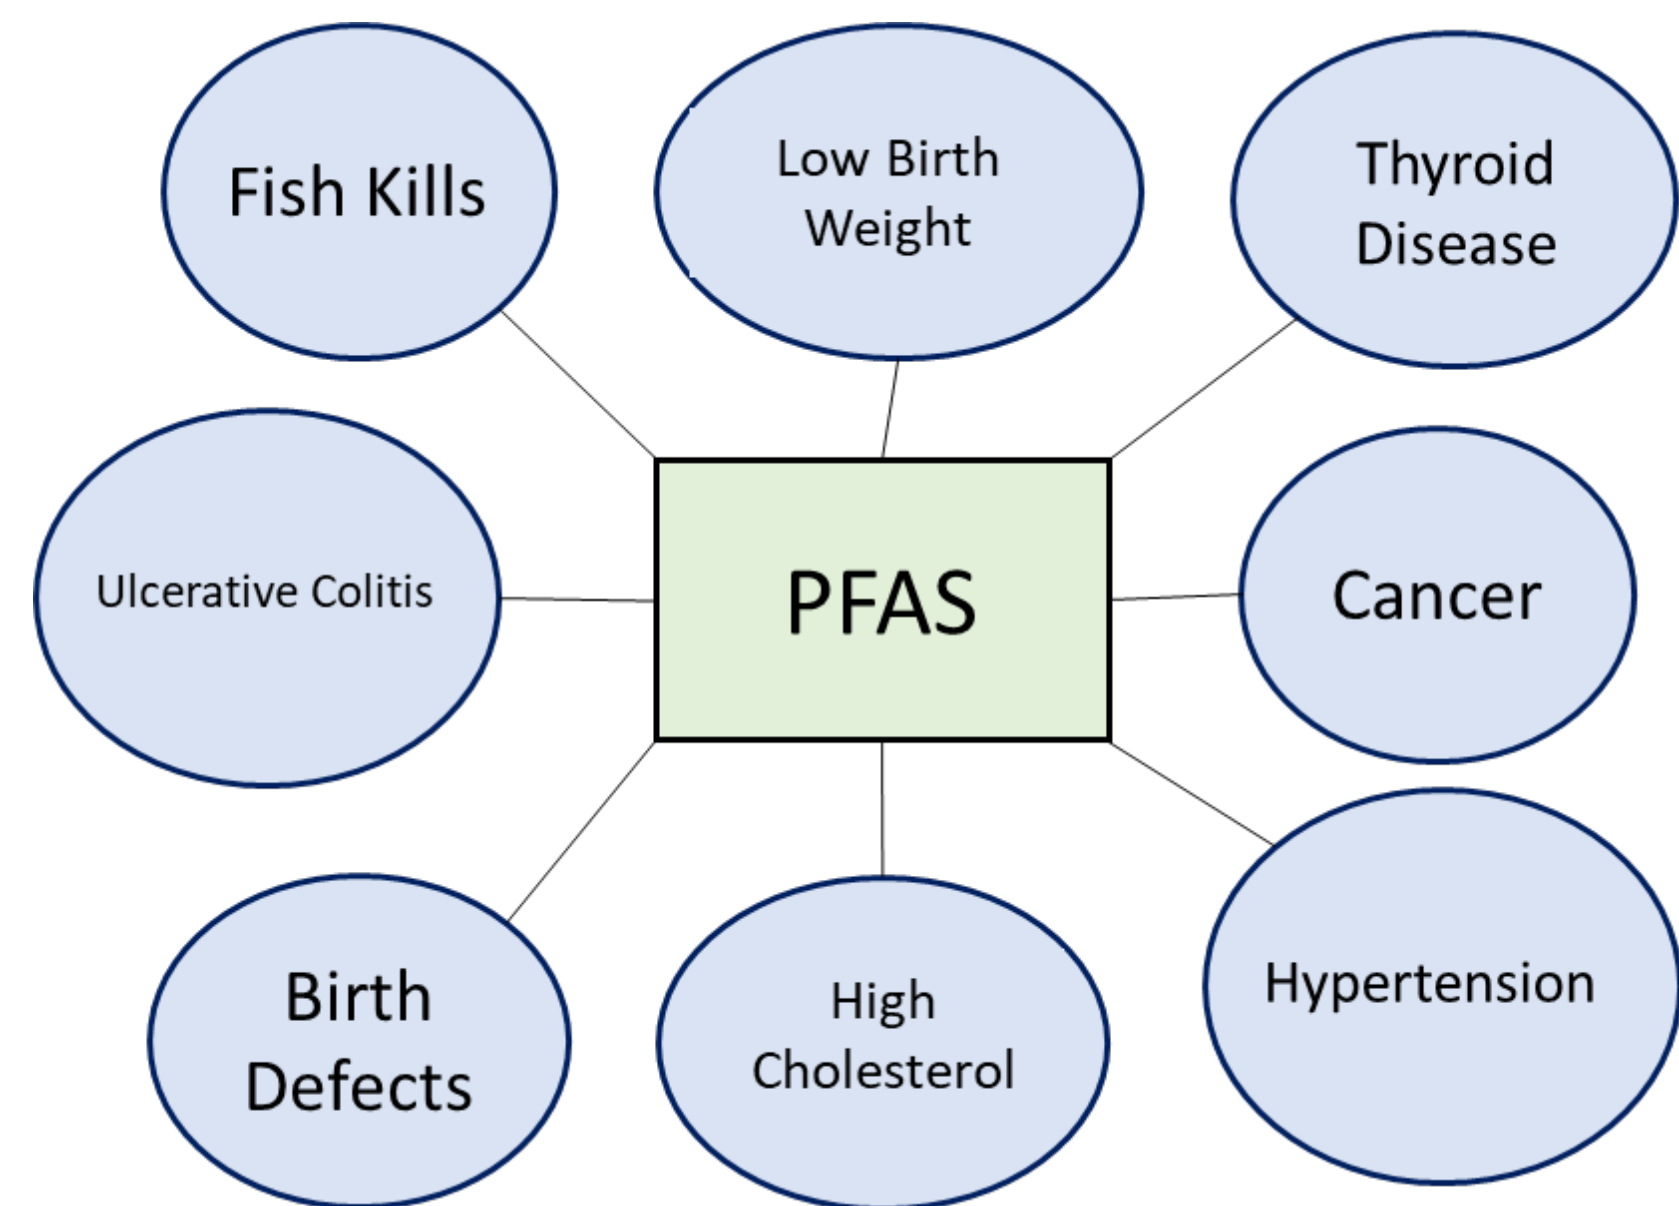 Fish Kills
Low Birth
Weight
Thyroid
Disease
Ulcerative Colitis
PFAS
Cancer
Birth
Defects
High
Cholesterol
Hypertension